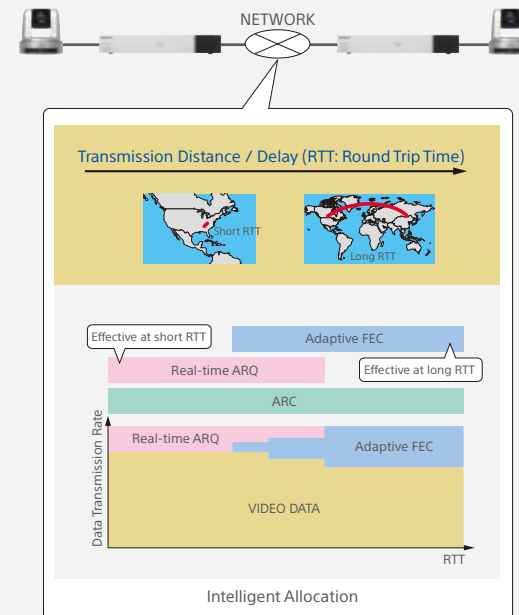 NETWORK
Transmission Distance / Delay (RTT: Round Trip Time)
Short RTT
Long RTT
Effective at short RTT
Adaptive FEC
Real-time ARQ
Effective at long RTT
ARC
Real-time ARQ
Adaptive FEC
VIDEO DATA
Data Transmission Rate
RTT
Intelligent Allocation